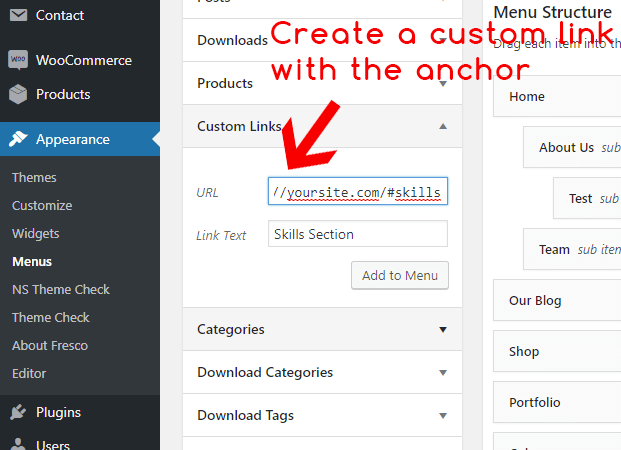 Contact
WooCommerce
Products
Appearance
Themes
Customize
Widgets
Menus
NS Theme Check
Theme Check
About Fresco
Editor
Plugins
Users
Posts
Downloads
Products
Custom Links
URL
//yoursite.com/#skills
Link Text
Skills Section
Add to Menu
Categories
Download Categories
Download Tags
Create a custom link
with the anchor
Menu Structure
Drag each item into th
Home
About Us sub
Test sub
Team sub item
Our Blog
Shop
Portfolio